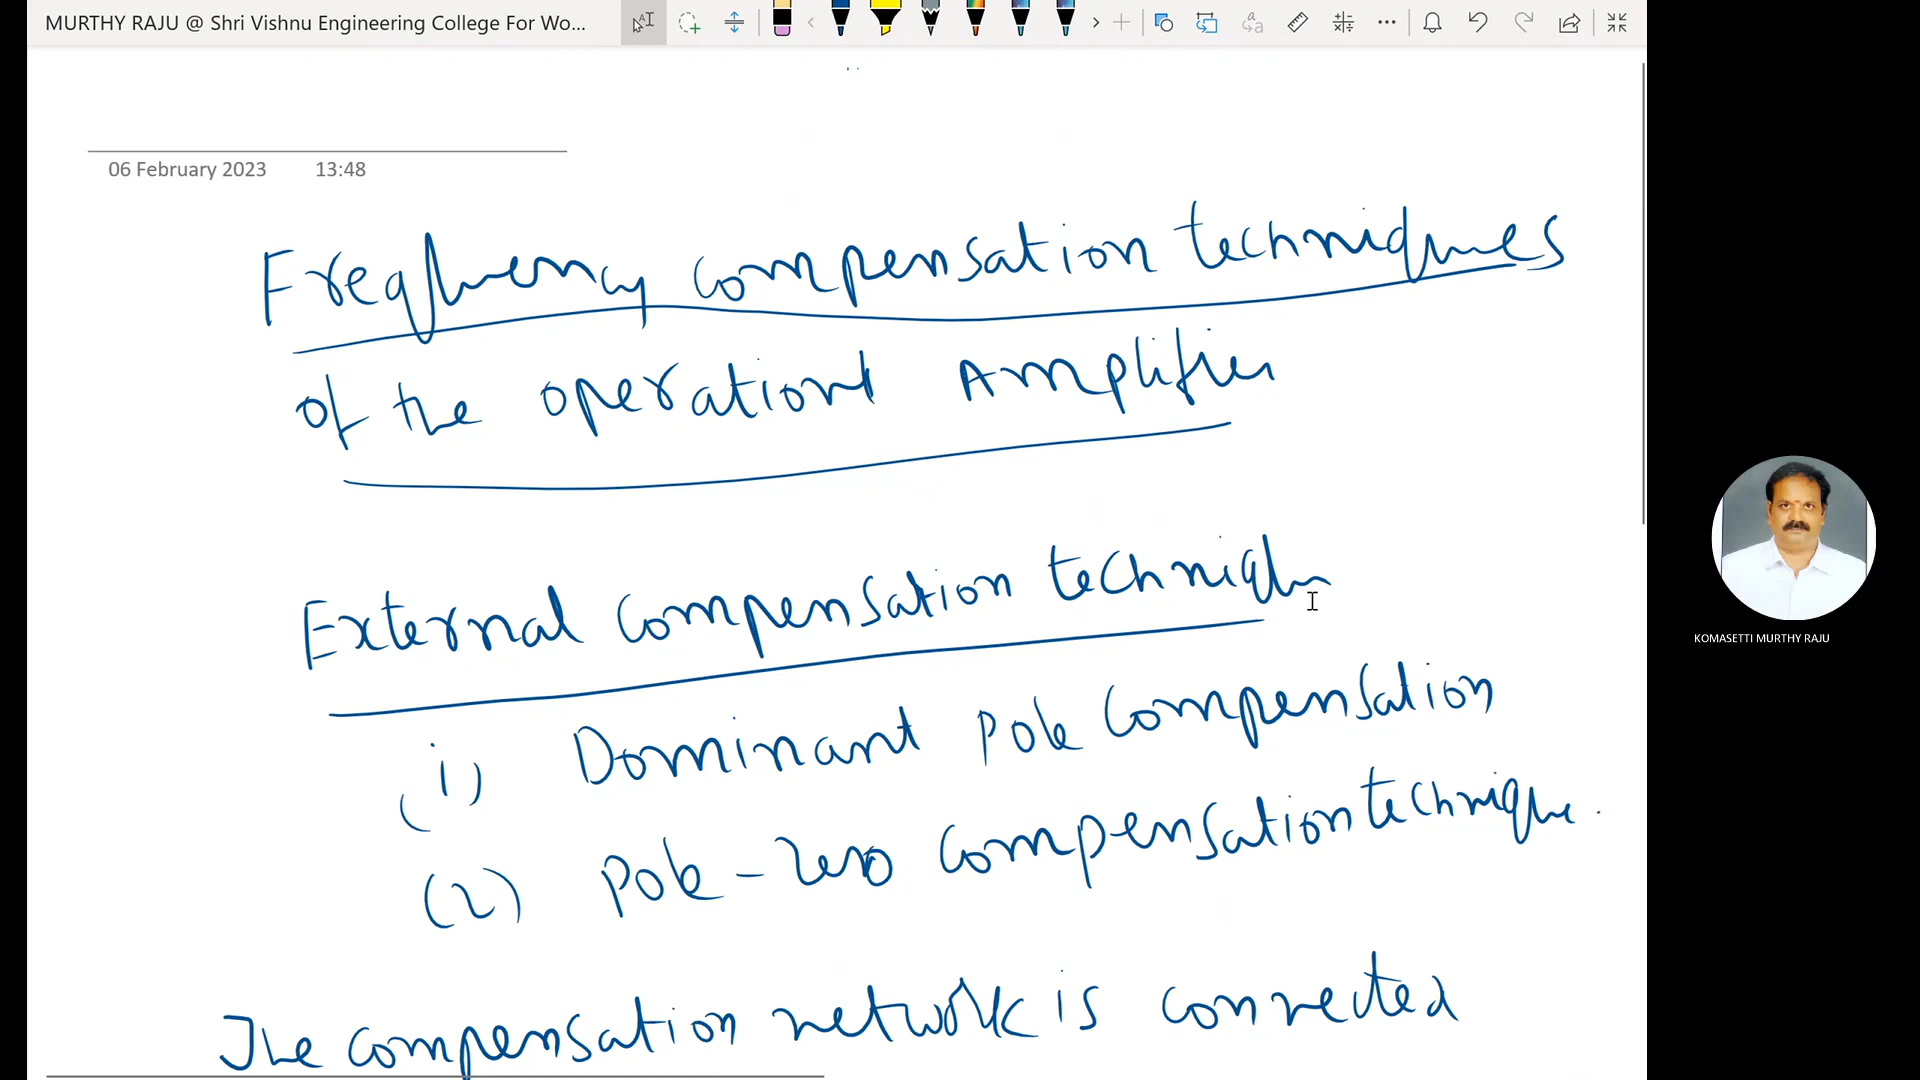 MURTHY RAJU @ Shri Vishnu Engineering College For Wo...
06 February 2023 13:48
Frequency compensation techniques
of the operationl Amplifier
External compensation technique
(i) Dominant Pole Compensation
(2) Pole-Zero Compensation technique.
The compensation network is connected
KOMASETTI MURTHY RAJU